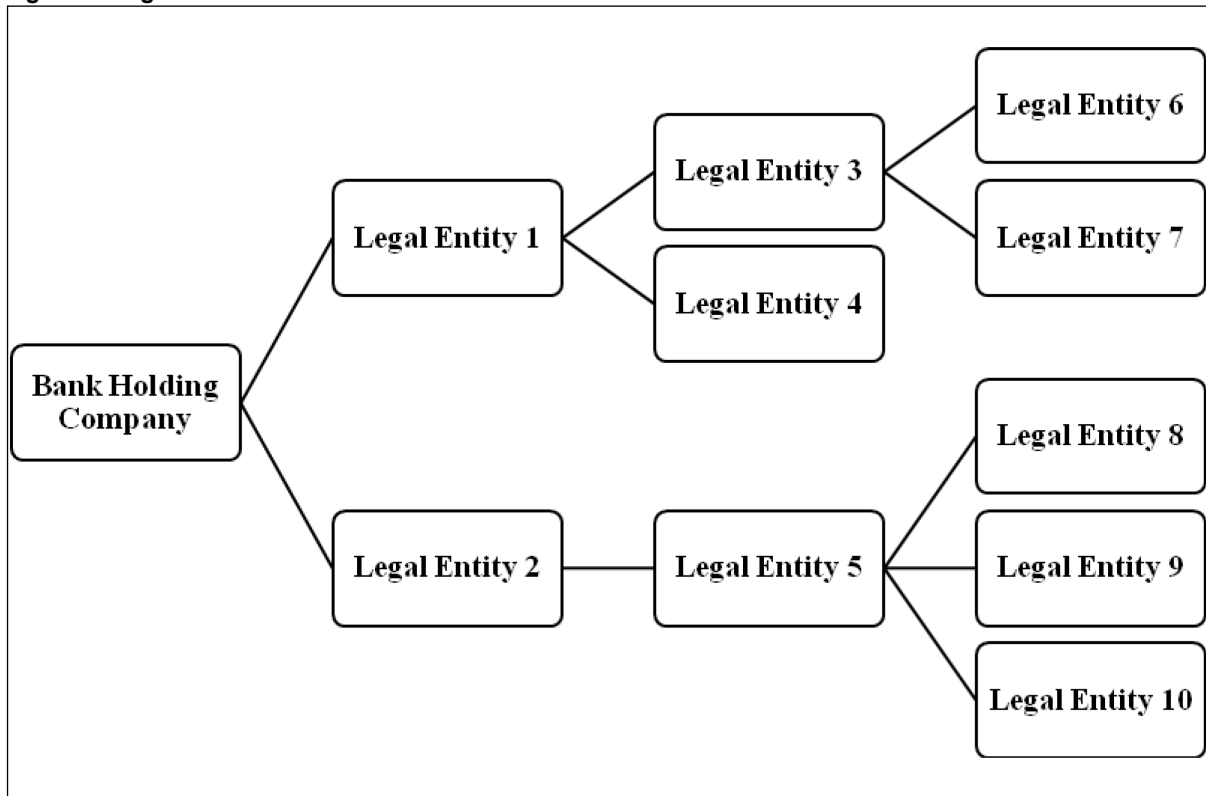 Legal Entity 6
Legal Entity 3
Legal Entity 1
Legal Entity 7
Legal Entity 4
Bank Holding
Company
Legal Entity 8
Legal Entity 2
Legal Entity 5
Legal Entity 9
Legal Entity 10